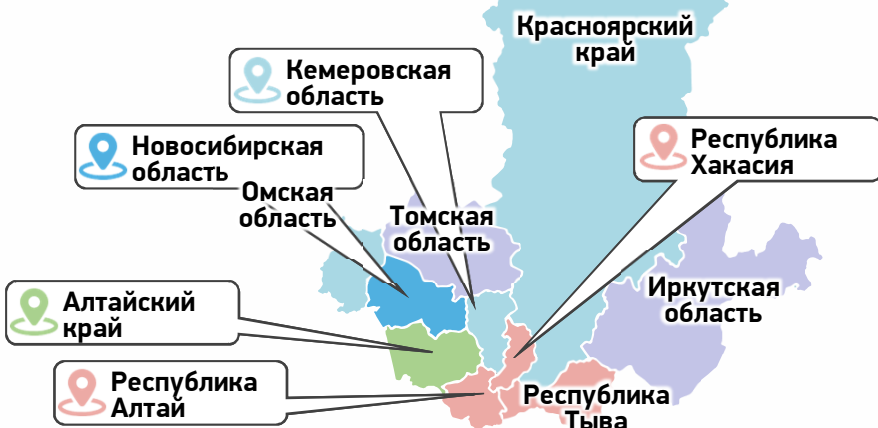 Красноярский
край
Кемеровская
область
Новосибирская
область
Республика
Хакасия
Омская
область
Томская
область
Иркутская
область
Алтайский
край
Республика
Алтай
Республика
Тыва